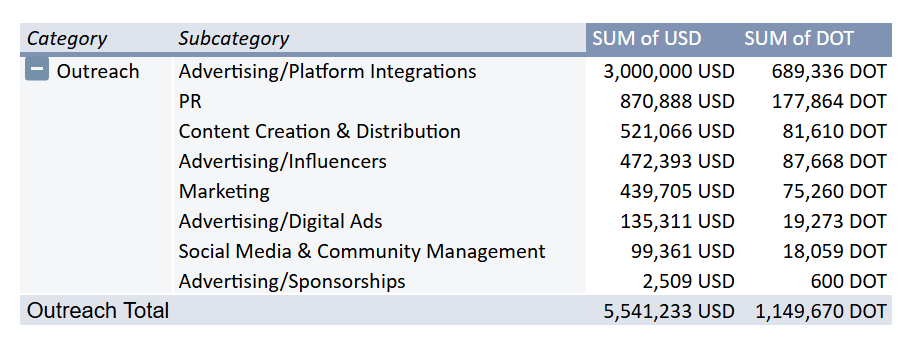 Category Subcategory SUM of USD SUM of DOT
− Outreach Advertising/Platform Integrations 3,000,000 USD 689,336 DOT
PR 870,888 USD 177,864 DOT
Content Creation & Distribution 521,066 USD 81,610 DOT
Advertising/Influencers 472,393 USD 87,668 DOT
Marketing 439,705 USD 75,260 DOT
Advertising/Digital Ads 135,311 USD 19,273 DOT
Social Media & Community Management 99,361 USD 18,059 DOT
Advertising/Sponsorships 2,509 USD 600 DOT
Outreach Total 5,541,233 USD 1,149,670 DOT